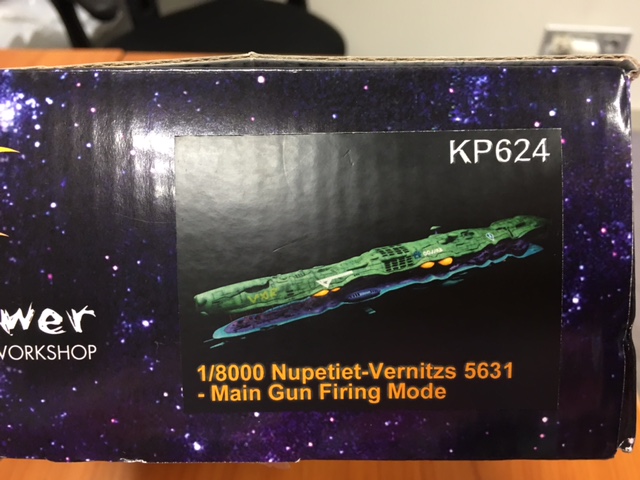 KP624
wer
WORKSHOP
1/8000 Nupetiet-Vernitzs 5631
- Main Gun Firing Mode